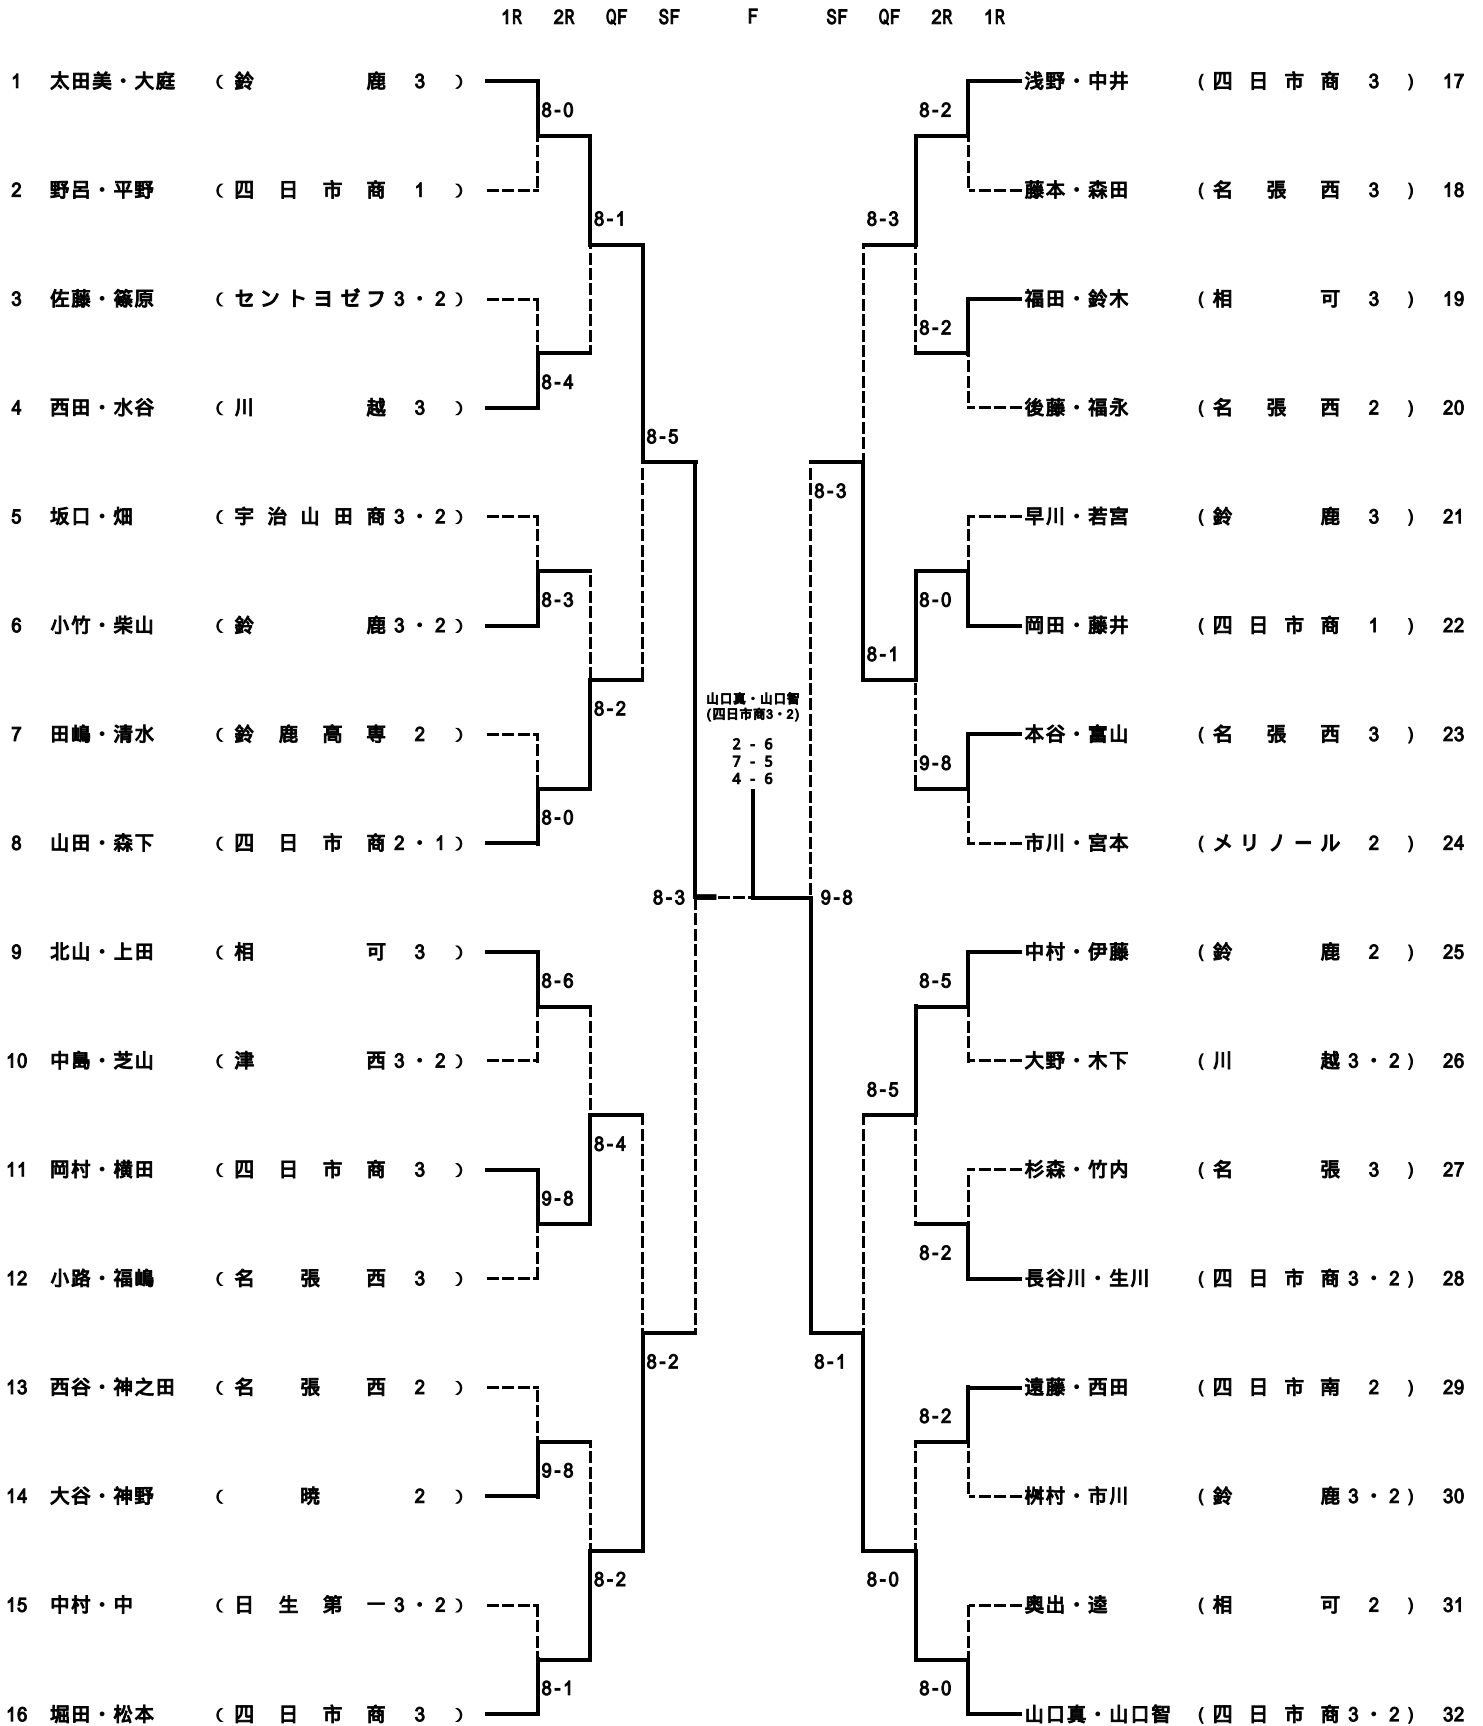 1R 2R QF SF F SF QF 2R 1R
1 太田美・大庭 (鈴鹿3) 浅野・中井 (四日市商3) 17
8-0 8-2
2 野呂・平野 (四日市商1) 藤本・森田 (名張西3) 18
8-1 8-3
3 佐藤・篠原 (セントヨゼフ3・2) 福田・鈴木 (相可3) 19
8-2
8-4
4 西田・水谷 (川越3) 後藤・福永 (名張西2) 20
8-5
8-3
5 坂口・畑 (宇治山田商3・2) 早川・若宮 (鈴鹿3) 21
8-3 8-0
6 小竹・柴山 (鈴鹿3・2) 岡田・藤井 (四日市商1) 22
8-1
山口真・山口智
8-2
(四日市商3・2)
7 田嶋・清水 (鈴鹿高専2) 本谷・富山 (名張西3) 23
2 - 6
7 - 5 9-8
4 - 6
8-0
8 山田・森下 (四日市商2・1) 市川・宮本 (メリノール2) 24
8-3 9-8
9 北山・上田 (相可3) 中村・伊藤 (鈴鹿2) 25
8-6 8-5
10 中島・芝山 (津西3・2) 大野・木下 (川越3・2) 26
8-5
8-4
11 岡村・横田 (四日市商3) 杉森・竹内 (名張3) 27
9-8
8-2
12 小路・福嶋 (名張西3) 長谷川・生川 (四日市商3・2) 28
8-2 8-1
13 西谷・神之田 (名張西2) 遠藤・西田 (四日市南2) 29
8-2
9-8
14 大谷・神野 (暁2) 桝村・市川 (鈴鹿3・2) 30
8-2 8-0
15 中村・中 (日生第一3・2) 奥出・逵 (相可2) 31
8-1 8-0
16 堀田・松本 (四日市商3) 山口真・山口智 (四日市商3・2) 32